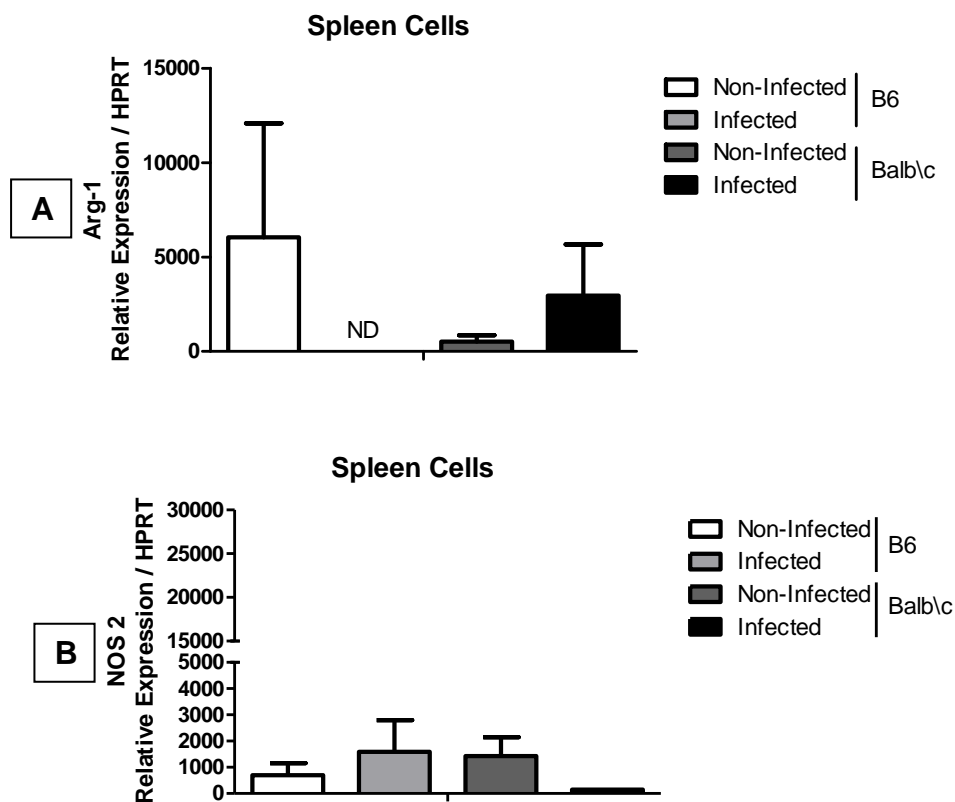 Spleen Cells
A
Arg-1
Relative Expression / HPRT
15000
10000
5000
0
ND
Non-Infected
Infected
B6
Non-Infected
Infected
Balb\c
Spleen Cells
B
NOS 2
Relative Expression / HPRT
30000
25000
20000
15000
5000
4000
3000
2000
1000
0
Non-Infected
Infected
B6
Non-Infected
Infected
Balb\c